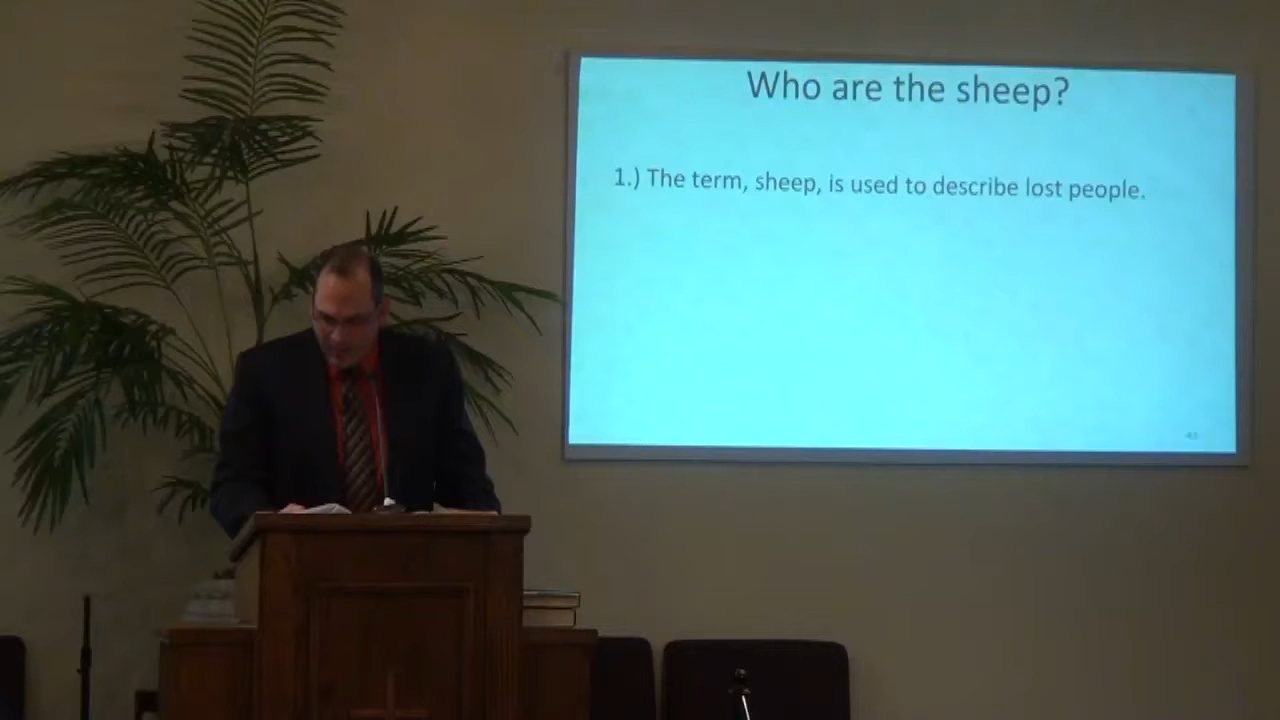 Who are the sheep?
1.) The term, sheep, is used to describe lost people.